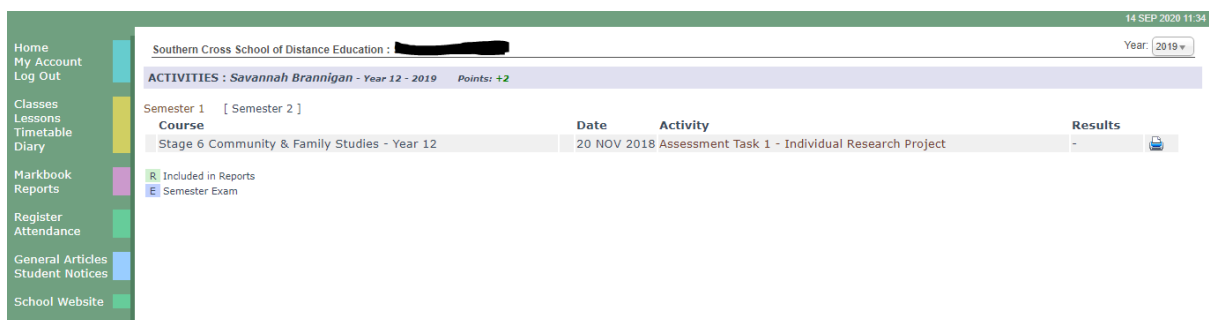 14 SEP 2020 11:34
Home
My Account
Log Out
Classes
Lessons
Timetable
Diary
Markbook
Reports
Register
Attendance
General Articles
Student Notices
School Website
Southern Cross School of Distance Education :
Year: 2019
ACTIVITIES : Savannah Brannigan - Year 12 - 2019 Points: +2
Semester 1 [ Semester 2 ]
Course Date Activity Results
Stage 6 Community & Family Studies - Year 12 20 NOV 2018 Assessment Task 1 - Individual Research Project -
R Included in Reports
E Semester Exam